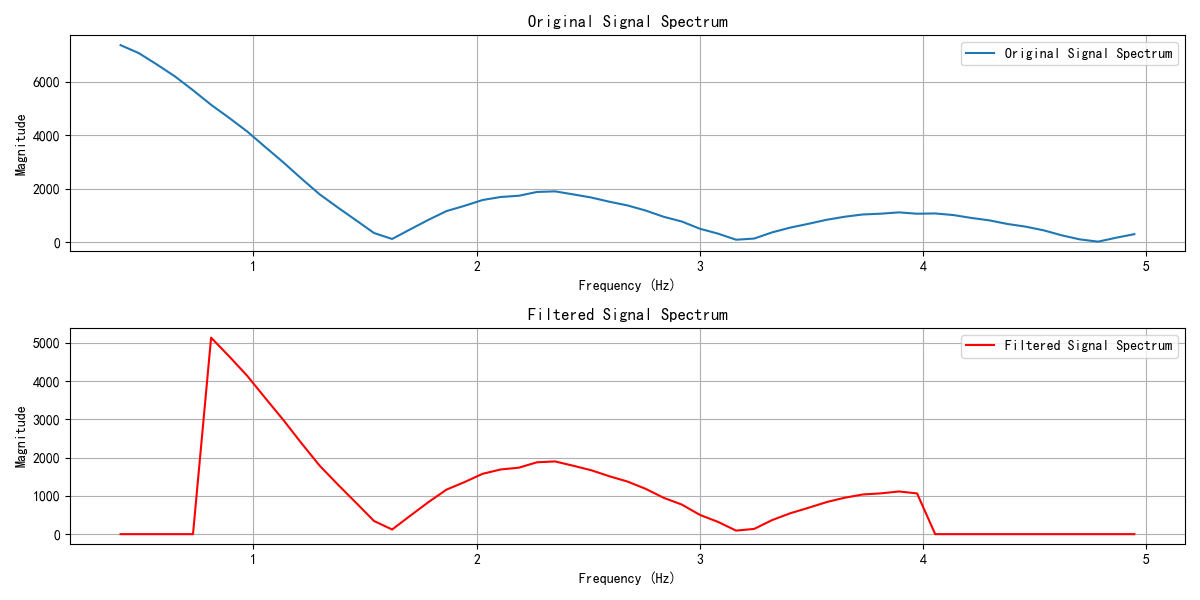 Original Signal Spectrum
Original Signal Spectrum
Magnitude
6000
4000
2000
0
1
2
3
4
5
Frequency (Hz)
Filtered Signal Spectrum
Filtered Signal Spectrum
Magnitude
5000
4000
3000
2000
1000
0
1
2
3
4
5
Frequency (Hz)